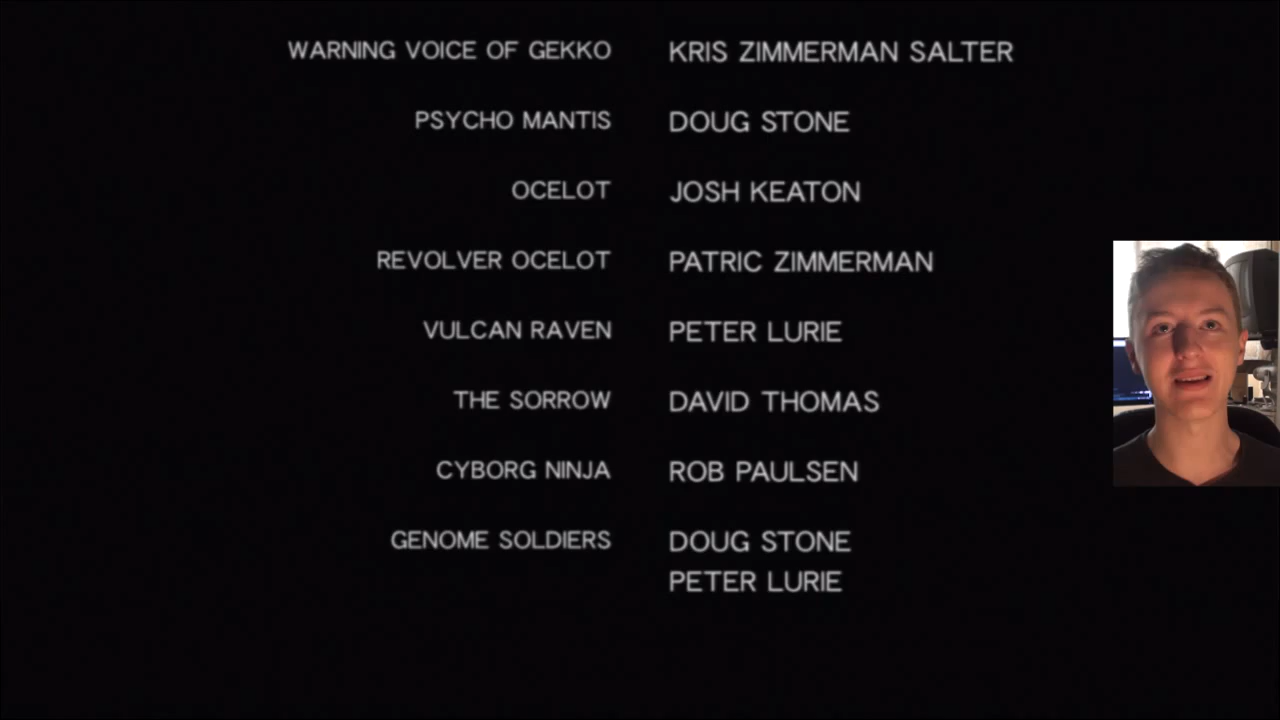 WARNING VOICE OF GEKKO KRIS ZIMMERMAN SALTER
PSYCHO MANTIS DOUG STONE
OCELOT JOSH KEATON
REVOLVER OCELOT PATRIC ZIMMERMAN
VULCAN RAVEN PETER LURIE
THE SORROW DAVID THOMAS
CYBORG NINJA ROB PAULSEN
GENOME SOLDIERS DOUG STONE
PETER LURIE